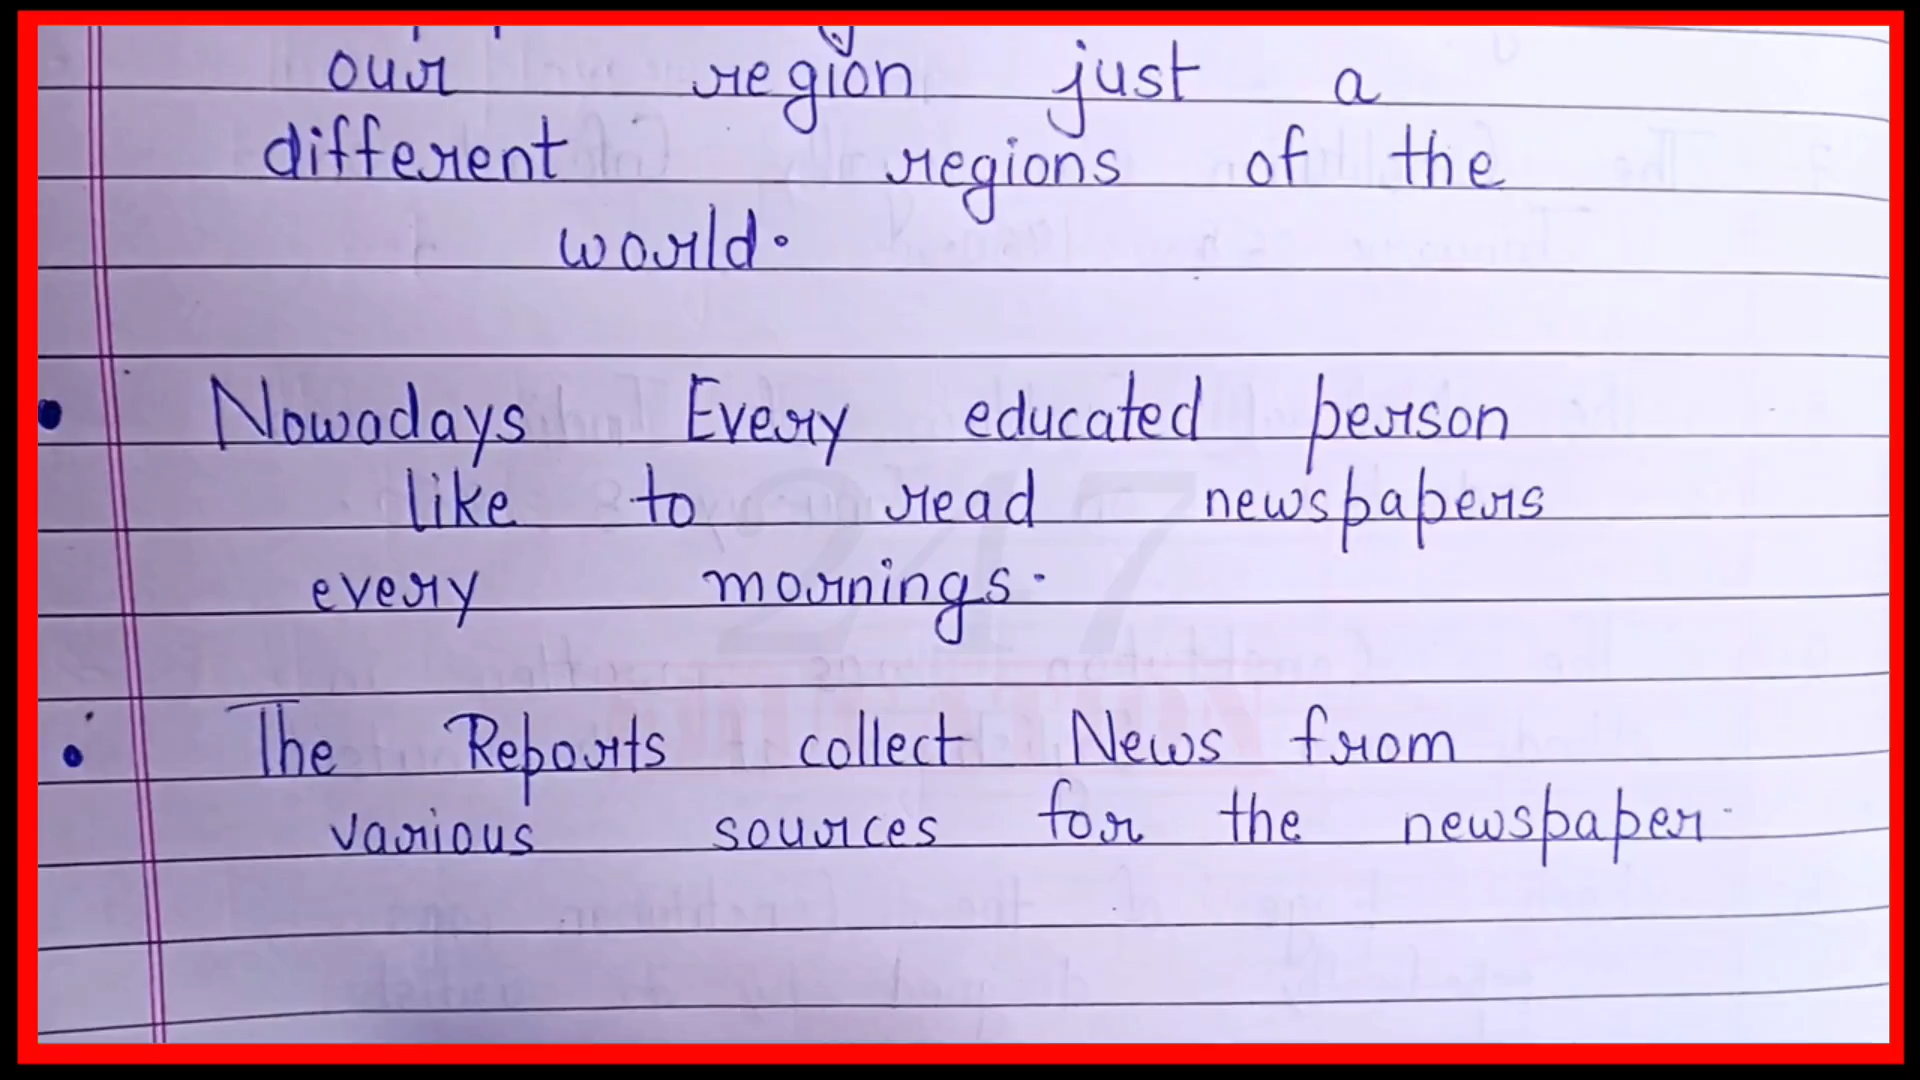 our region just a
different regions of the
world.
Nowadays Every educated person
like to read newspapers
every mornings.
The Reports collect News from
various sources for the newspaper.
247